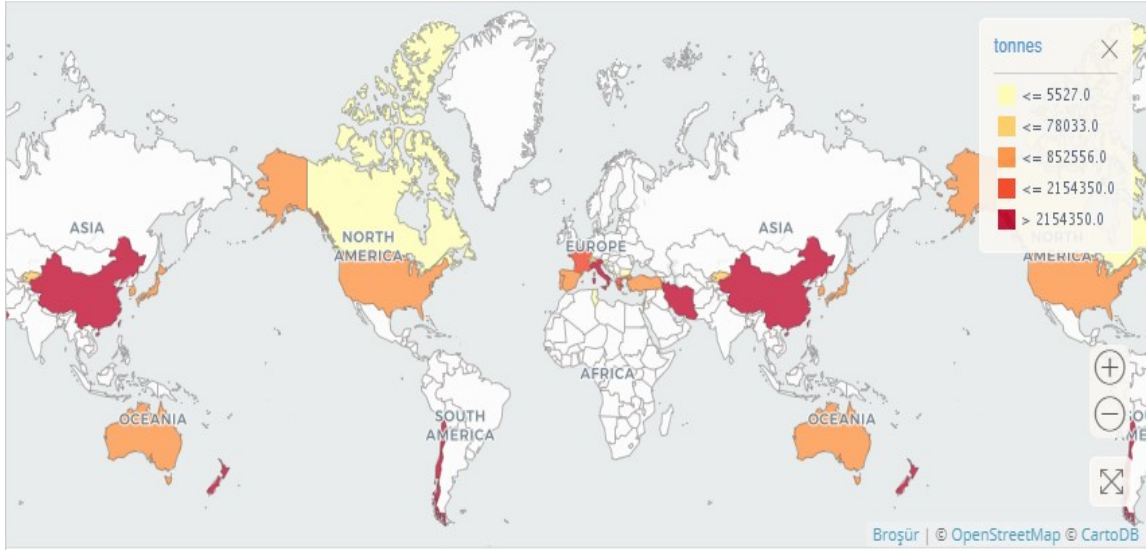 tonnes
<= 5527.0
<= 78033.0
<= 852556.0
<= 2154350.0
> 2154350.0
ASIA
NORTH
AMERICA
EUROPE
ASIA
NORTH
AMERICA
AFRICA
OCEANIA
SOUTH
AMERICA
OCEANIA
Broşür | © OpenStreetMap © CartoDB